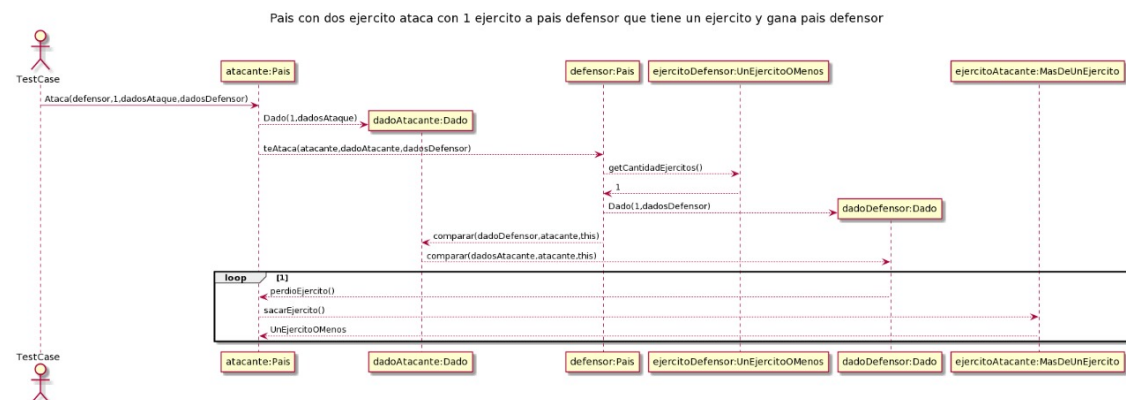 Pais con dos ejercito ataca con 1 ejercito a pais defensor que tiene un ejercito y gana pais defensor
TestCase
atacante:Pais
defensor:Pais
ejercitoDefensor:UnEjercitoOMenos
ejercitoAtacante:MasDeUnEjercito
Ataca(defensor,1,dadosAtaque,dadosDefensor)
Dado(1,dadosAtaque)
dadoAtacante:Dado
teAtaca(atacante,dadoAtacante,dadosDefensor)
getCantidadEjercitos()
1
Dado(1,dadosDefensor)
dadoDefensor:Dado
comparar(dadoDefensor,atacante,this)
comparar(dadosAtacante,atacante,this)
loop [1]
perdioEjercito()
sacarEjercito()
UnEjercitoOMenos
TestCase
atacante:Pais
dadoAtacante:Dado
defensor:Pais
ejercitoDefensor:UnEjercitoOMenos
dadoDefensor:Dado
ejercitoAtacante:MasDeUnEjercito